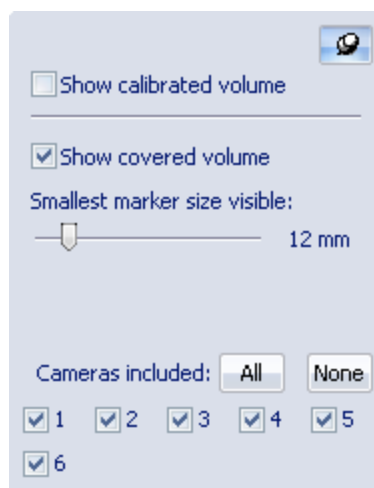 Show calibrated volume
Show covered volume
Smallest marker size visible:
12 mm
Cameras included: All None
1 2 3 4 5
6